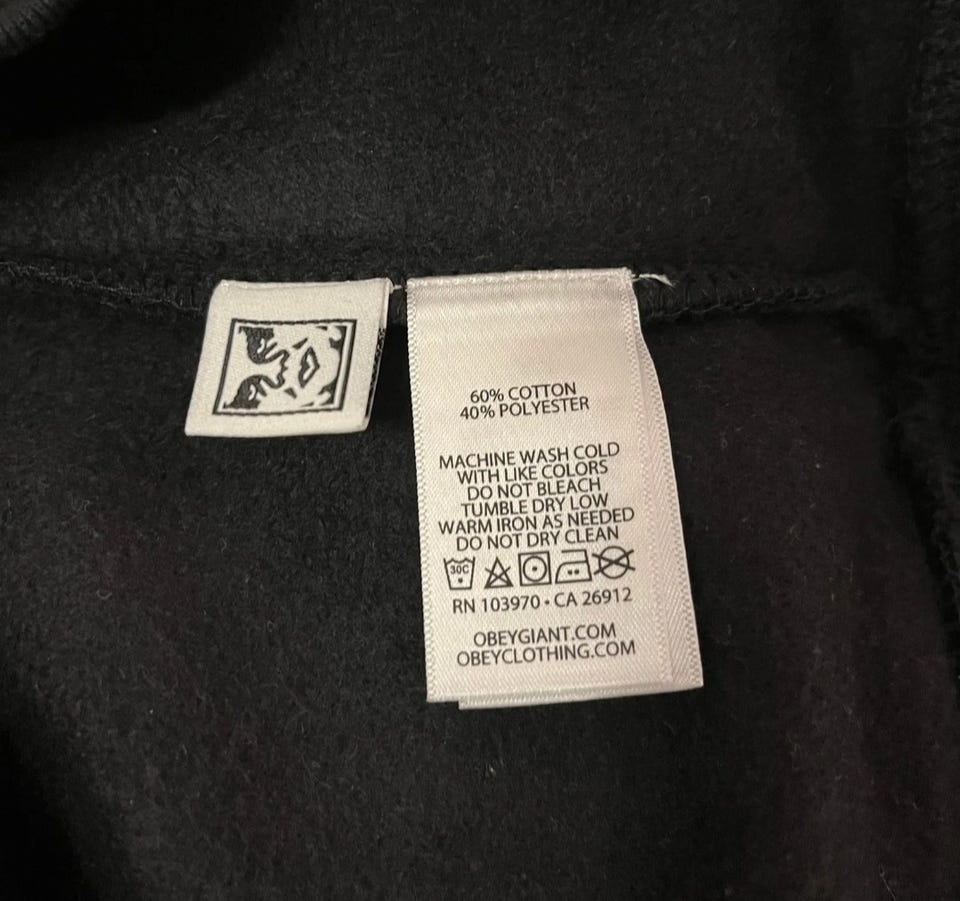 60% COTTON
40% POLYESTER
MACHINE WASH COLD
WITH LIKE COLORS
DO NOT BLEACH
TUMBLE DRY LOW
WARM IRON AS NEEDED
DO NOT DRY CLEAN
30C
RN 103970 • CA 26912
OBEYGIANT.COM
OBEYCLOTHING.COM